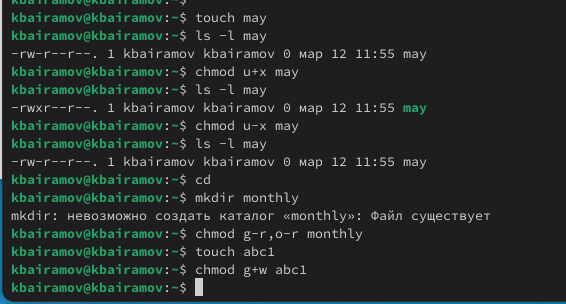 kbairamov@kbairamov:~$
kbairamov@kbairamov:~$ touch may
kbairamov@kbairamov:~$ ls -l may
-rw-r--r--. 1 kbairamov kbairamov 0 мар 12 11:55 may
kbairamov@kbairamov:~$ chmod u+x may
kbairamov@kbairamov:~$ ls -l may
-rwxr--r--. 1 kbairamov kbairamov 0 мар 12 11:55 may
kbairamov@kbairamov:~$ chmod u-x may
kbairamov@kbairamov:~$ ls -l may
-rw-r--r--. 1 kbairamov kbairamov 0 мар 12 11:55 may
kbairamov@kbairamov:~$ cd
kbairamov@kbairamov:~$ mkdir monthly
mkdir: невозможно создать каталог «monthly»: Файл существует
kbairamov@kbairamov:~$ chmod g-r,o-r monthly
kbairamov@kbairamov:~$ touch abc1
kbairamov@kbairamov:~$ chmod g+w abc1
kbairamov@kbairamov:~$